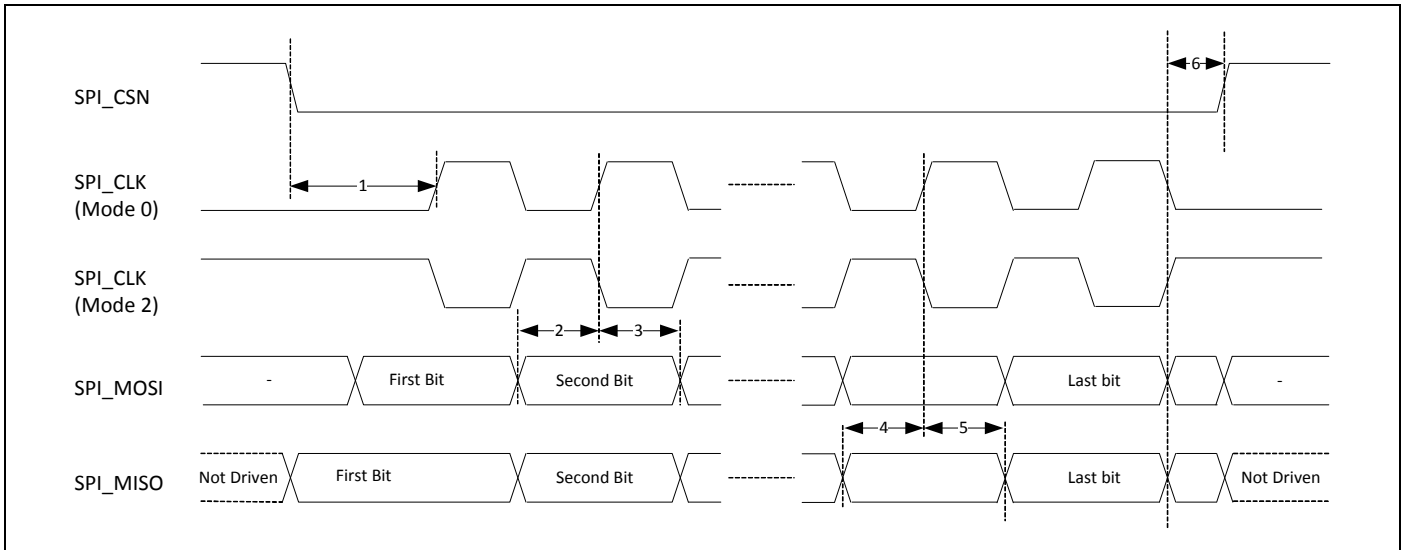 6
SPI_CSN
SPI_CLK
(Mode 0)
1
SPI_CLK
(Mode 2)
2 3
SPI_MOSI - First Bit Second Bit Last bit -
4 5
SPI_MISO Not Driven First Bit Second Bit Last bit Not Driven